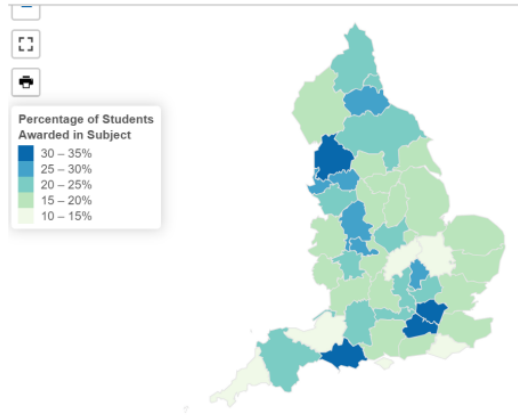 Percentage of Students
Awarded in Subject
30 – 35%
25 – 30%
20 – 25%
15 – 20%
10 – 15%